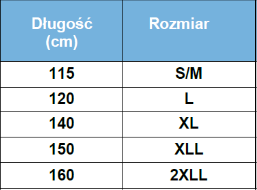 Długość Rozmiar
(cm)
115 S/M
120 L
140 XL
150 XLL
160 2XLL